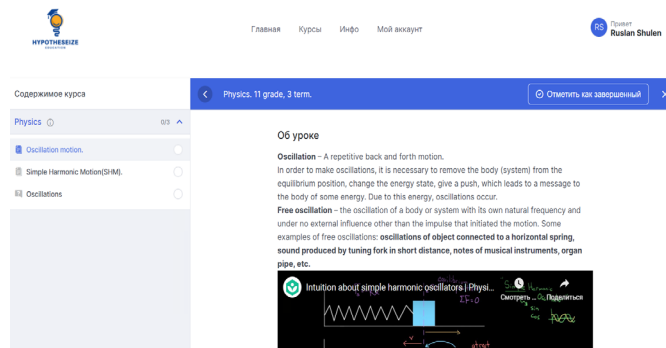 HYPOTHESEIZE
EDUCATION
Главная Курсы Инфо Мой аккаунт
RS
Привет
Ruslan Shulen
Содержимое курса
Physics. 11 grade, 3 term.
Отметить как завершенный
Physics
0/3
Oscillation motion.
Simple Harmonic Motion(SHM).
Oscillations
Об уроке
Oscillation – A repetitive back and forth motion.
In order to make oscillations, it is necessary to remove the body (system) from the
equilibrium position, change the energy state, give a push, which leads to a message to
the body of some energy. Due to this energy, oscillations occur.
Free oscillation – the oscillation of a body or system with its own natural frequency and
under no external influence other than the impulse that initiated the motion. Some
examples of free oscillations: oscillations of object connected to a horizontal spring,
sound produced by tuning fork in short distance, notes of musical instruments, organ
pipe, etc.
Intuition about simple harmonic oscillators | Physi...
Смотреть ... Поделиться
Simple Harmonic
ΣF=0
sin
cos